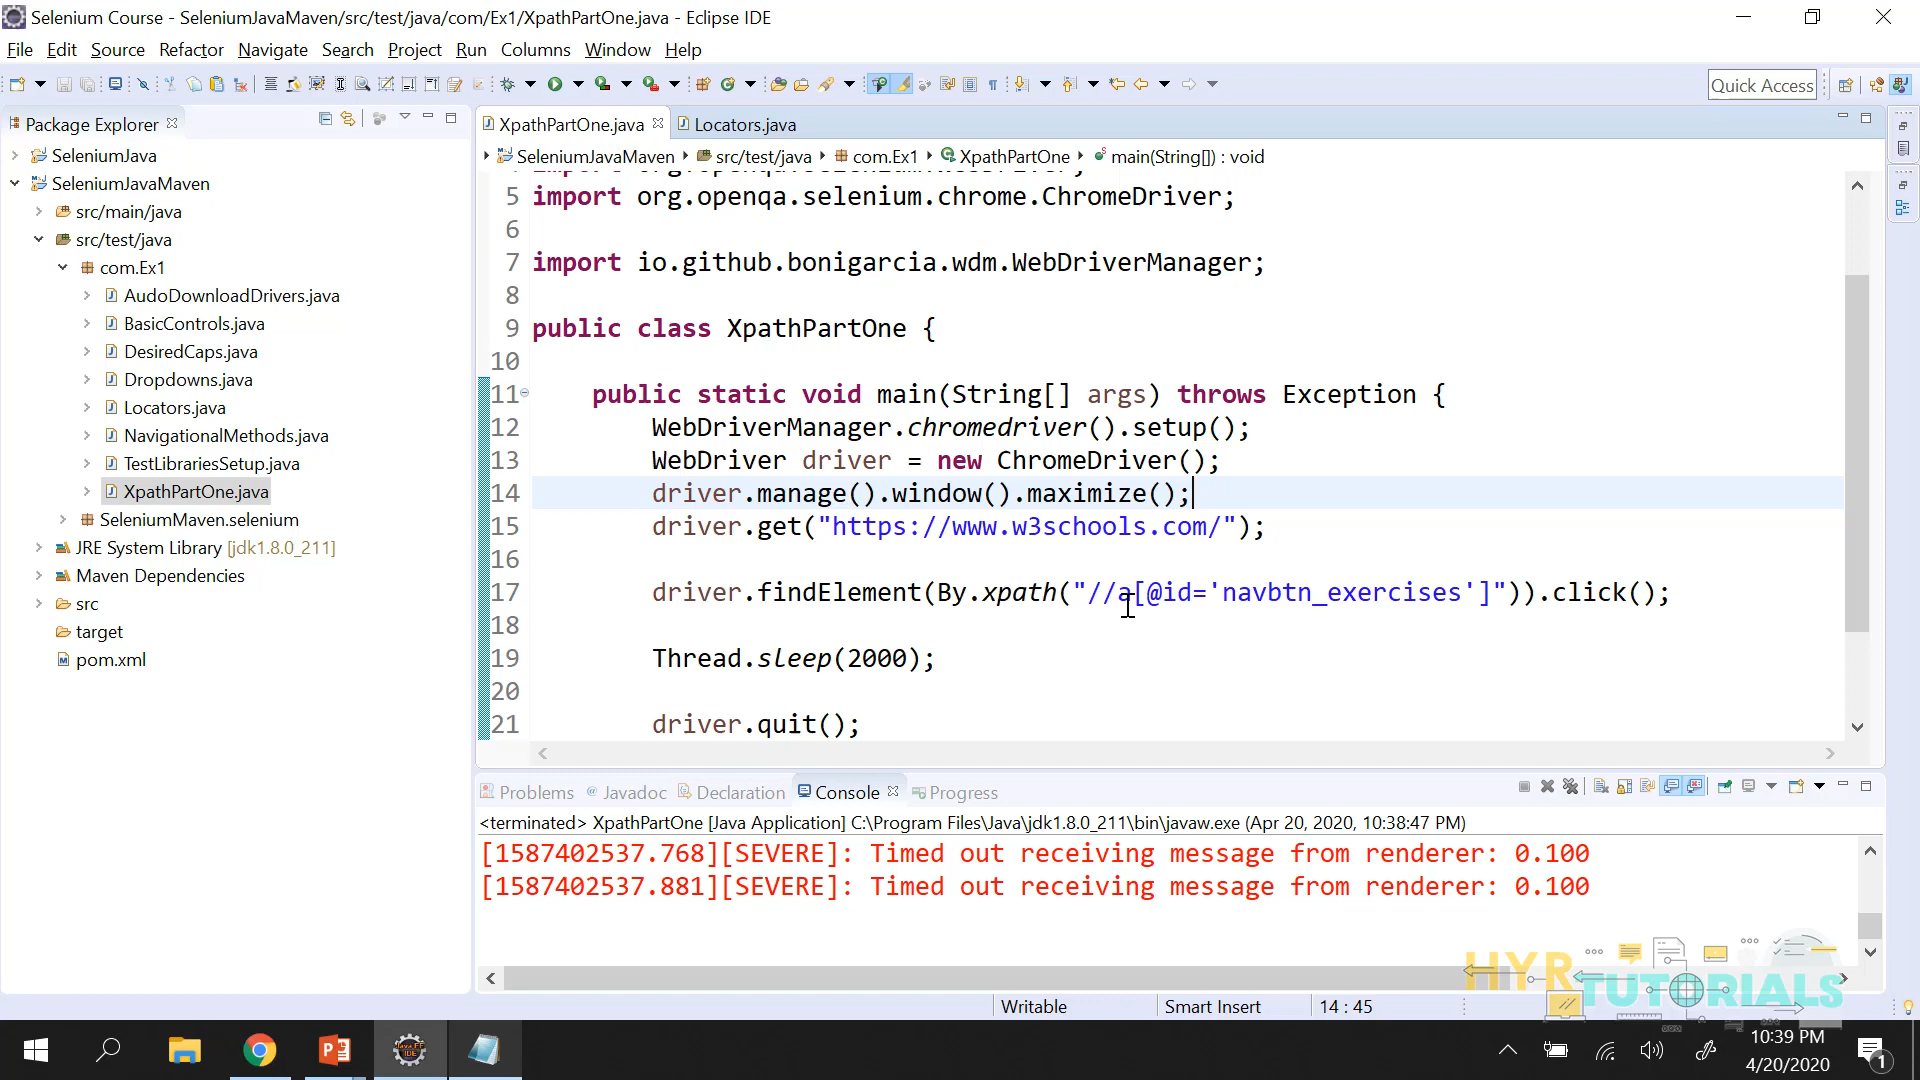 Selenium Course - SeleniumJavaMaven/src/test/java/com/Ex1/XpathPartOne.java - Eclipse IDE
File Edit Source Refactor Navigate Search Project Run Columns Window Help
Quick Access
Package Explorer
SeleniumJava
SeleniumJavaMaven
src/main/java
src/test/java
com.Ex1
AudoDownloadDrivers.java
BasicControls.java
DesiredCaps.java
Dropdowns.java
Locators.java
NavigationalMethods.java
TestLibrariesSetup.java
XpathPartOne.java
SeleniumMaven.selenium
JRE System Library [jdk1.8.0_211]
Maven Dependencies
src
target
pom.xml
XpathPartOne.java Locators.java
SeleniumJavaMaven src/test/java com.Ex1 XpathPartOne main(String[]) : void
5 import org.openqa.selenium.chrome.ChromeDriver;
6
7 import io.github.bonigarcia.wdm.WebDriverManager;
8
9 public class XpathPartOne {
10
11 public static void main(String[] args) throws Exception {
12 WebDriverManager.chromedriver().setup();
13 WebDriver driver = new ChromeDriver();
14 driver.manage().window().maximize();
15 driver.get("https://www.w3schools.com/");
16
17 driver.findElement(By.xpath("//a[@id='navbtn_exercises']")).click();
18
19 Thread.sleep(2000);
20
21 driver.quit();
Problems Javadoc Declaration Console Progress
<terminated> XpathPartOne [Java Application] C:\Program Files\Java\jdk1.8.0_211\bin\javaw.exe (Apr 20, 2020, 10:38:47 PM)
[1587402537.768][SEVERE]: Timed out receiving message from renderer: 0.100
[1587402537.881][SEVERE]: Timed out receiving message from renderer: 0.100
HYR TUTORIALS
Writable Smart Insert 14 : 45
10:39 PM
4/20/2020
1